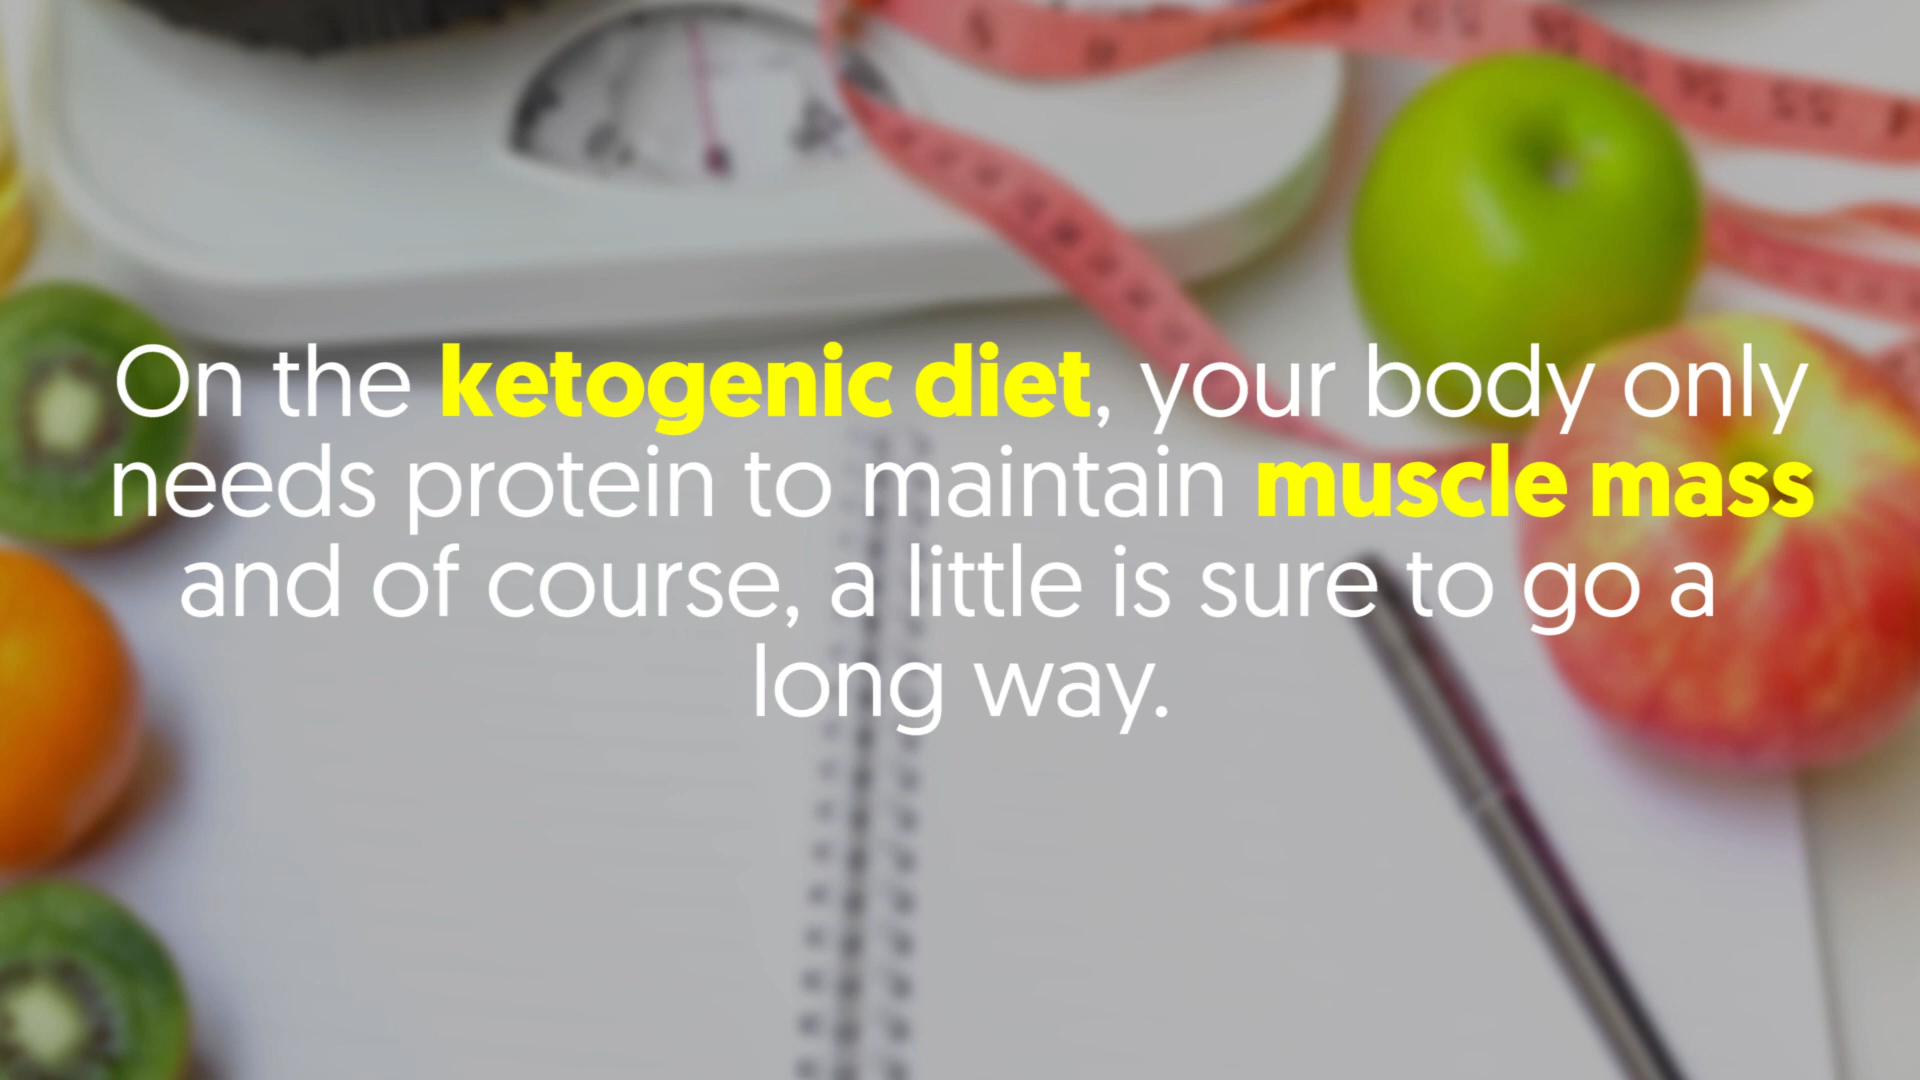 On the ketogenic diet, your body only
needs protein to maintain muscle mass
and of course, a little is sure to go a
long way.